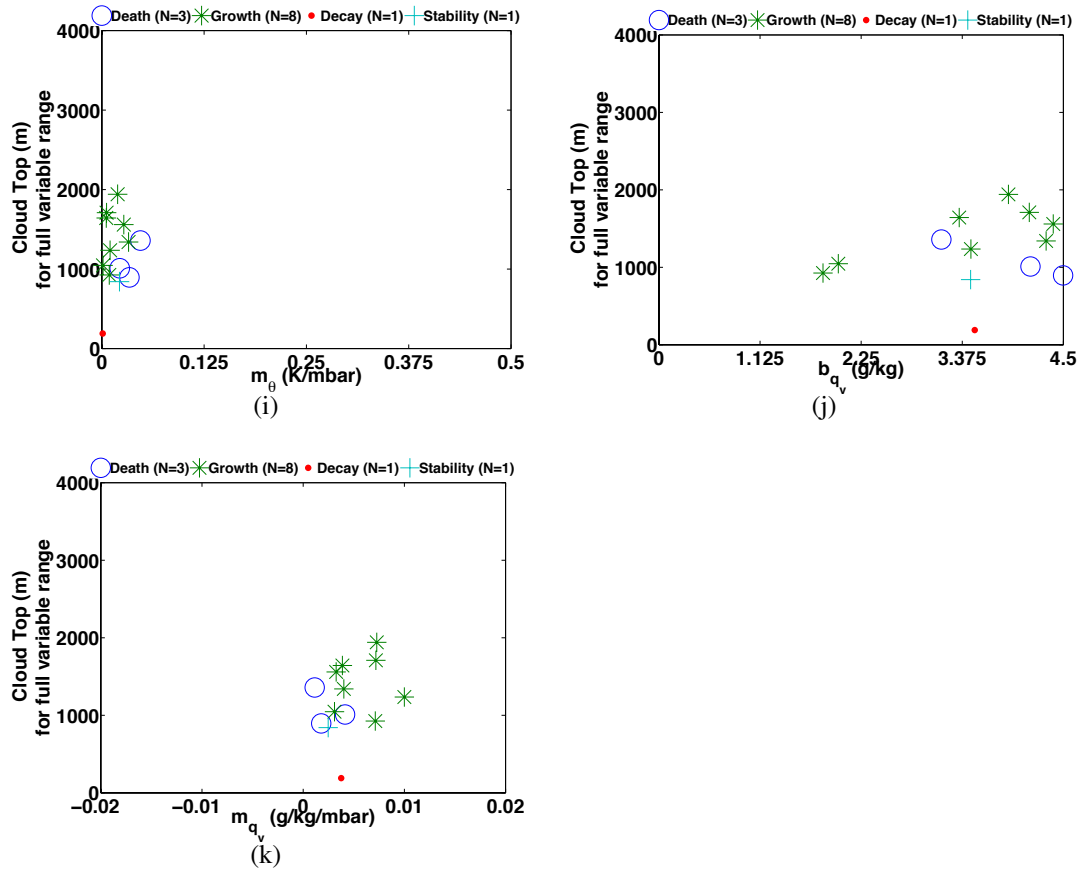 Death (N=3) Growth (N=8) Decay (N=1) Stability (N=1)
4000
3000
2000
1000
0
Cloud Top (m)
for full variable range
0 0.125 0.25 0.375 0.5
m_θ (K/mbar)
(i)
Death (N=3) Growth (N=8) Decay (N=1) Stability (N=1)
4000
3000
2000
1000
0
Cloud Top (m)
for full variable range
0 1.125 2.25 3.375 4.5
b_q_v (g/kg)
(j)
Death (N=3) Growth (N=8) Decay (N=1) Stability (N=1)
4000
3000
2000
1000
0
Cloud Top (m)
for full variable range
−0.02 −0.01 0 0.01 0.02
m_q_v (g/kg/mbar)
(k)